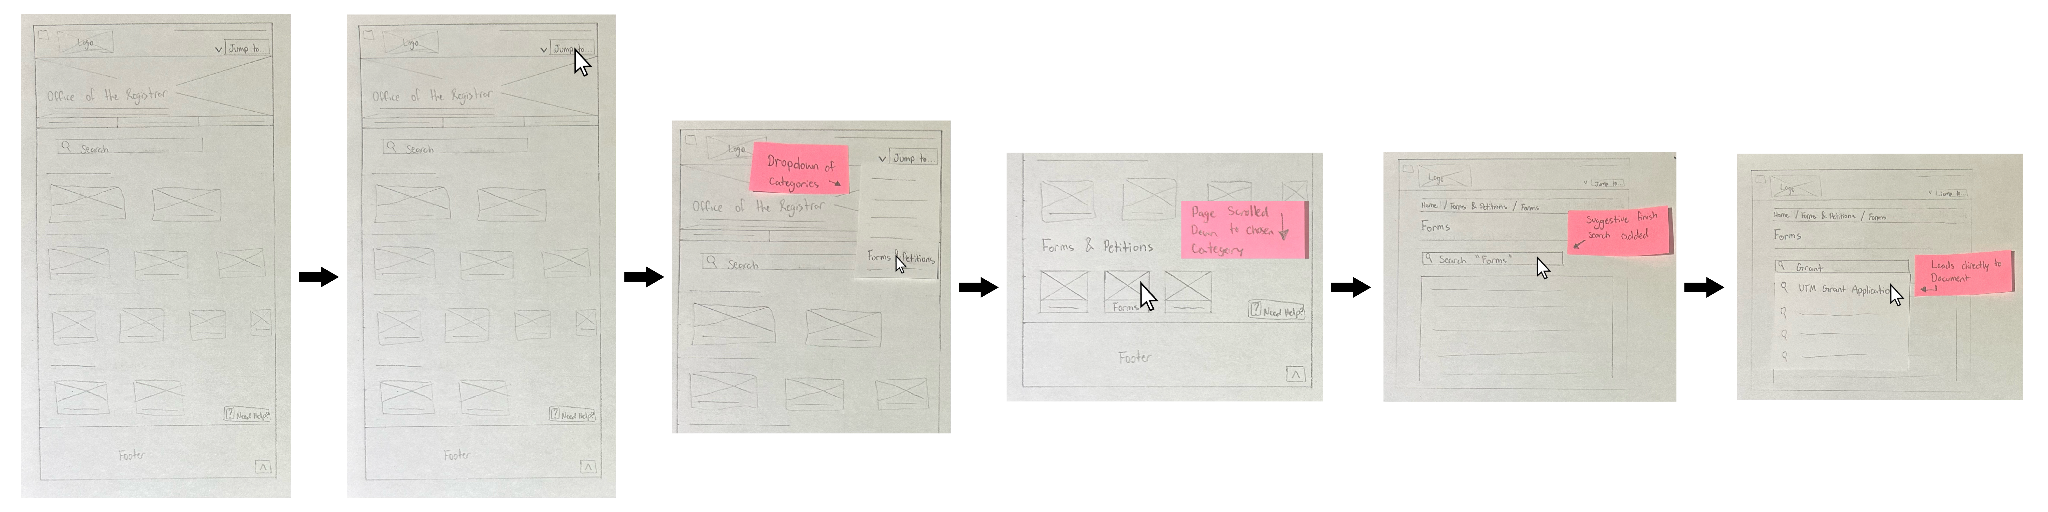 Logo
Jump to...
Office of the Registrar
Search
Need Help?
Footer
Logo
Jump to...
Office of the Registrar
Search
Need Help?
Footer
Logo
Dropdown of
Categories
Jump to...
Office of the Registrar
Search
Forms & Petitions
Page Scrolled
Down to chosen
Category
Forms & Petitions
Forms
Need Help?
Footer
Logo
Jump to...
Home / Forms & Petitions / Forms
Forms
Suggestive finish
search added
Search "Forms"
Logo
Jump to...
Home / Forms & Petitions / Forms
Forms
Grant
UTM Grant Application
Leads directly to
Document